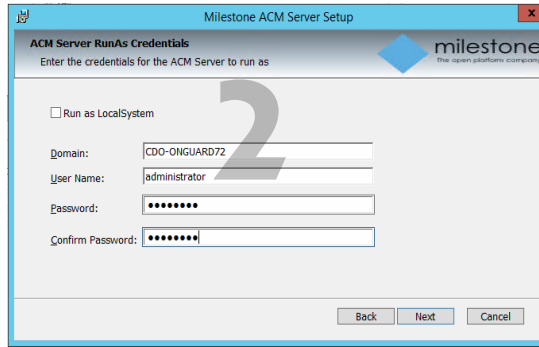 Milestone ACM Server Setup
x
ACM Server RunAs Credentials
Enter the credentials for the ACM Server to run as
milestone
The open platform company
Run as LocalSystem
2
Domain: CDO-ONGUARD72
User Name: administrator
Password: ●●●●●●●●
Confirm Password: ●●●●●●●●
Back Next Cancel